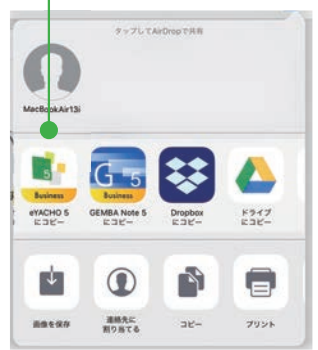 タップしてAirDropで共有
MacBookAir13i
5
Business
G 5
Business
eYACHO 5
にコピー
GEMBA Note 5
にコピー
Dropbox
にコピー
ドライブ
にコピー
画像を保存
連絡先に
割り当てる
コピー
プリント